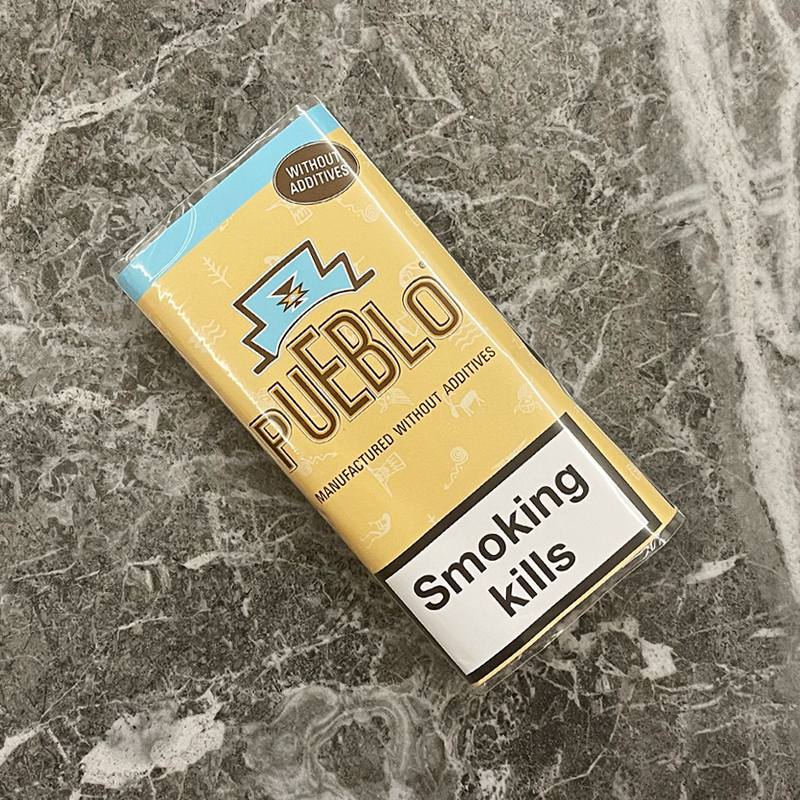 WITHOUT
ADDITIVES
PUEBLO
MANUFACTURED WITHOUT ADDITIVES
Smoking
kills